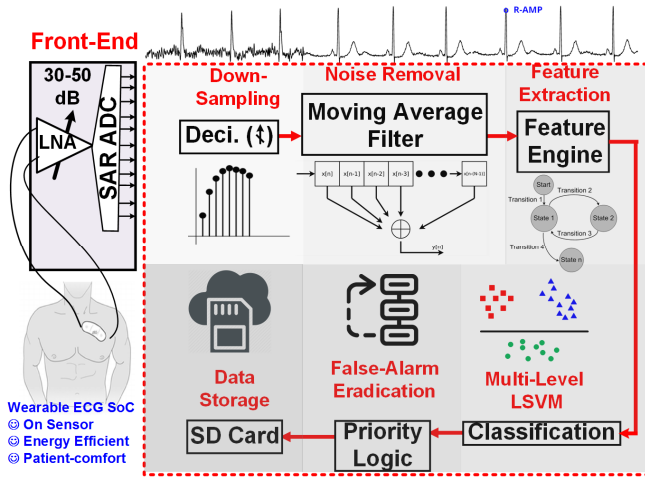 R-AMP
Front-End
30-50
dB
LNA
SAR ADC
Down-
Sampling
Noise Removal
Feature
Extraction
Deci. (
)
Moving Average
Filter
Feature
Engine
x[n]
x[n-1]
x[n-2]
x[n-3]
y[n]
Start
Transition 1
Transition 2
State 1
State 2
Transition 3
Transition 4
State n
Data
Storage
False-Alarm
Eradication
Multi-Level
LSVM
SD Card
Priority
Logic
Classification
Wearable ECG SoC
☺ On Sensor
☺ Energy Efficient
☺ Patient-comfort